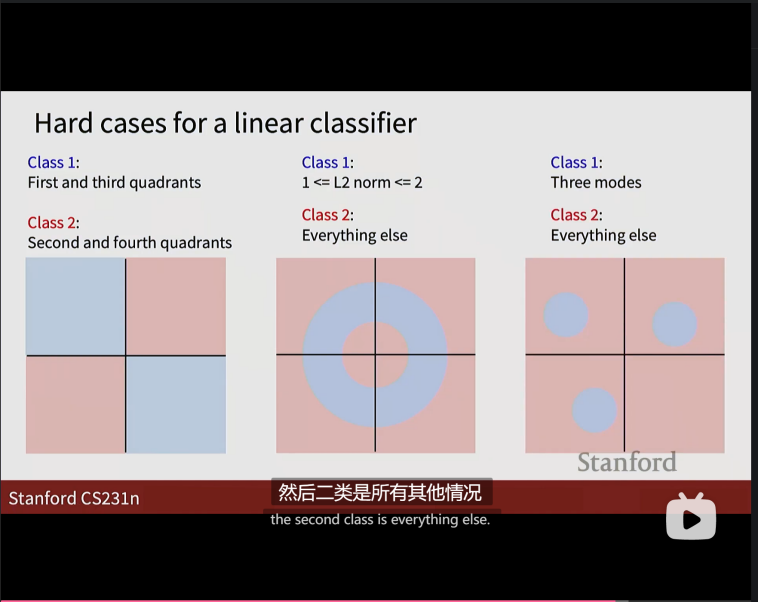 Hard cases for a linear classifier
Class 1:
First and third quadrants
Class 2:
Second and fourth quadrants
Class 1:
1 <= L2 norm <= 2
Class 2:
Everything else
Class 1:
Three modes
Class 2:
Everything else
Stanford
Stanford CS231n
然后二类是所有其他情况
the second class is everything else.